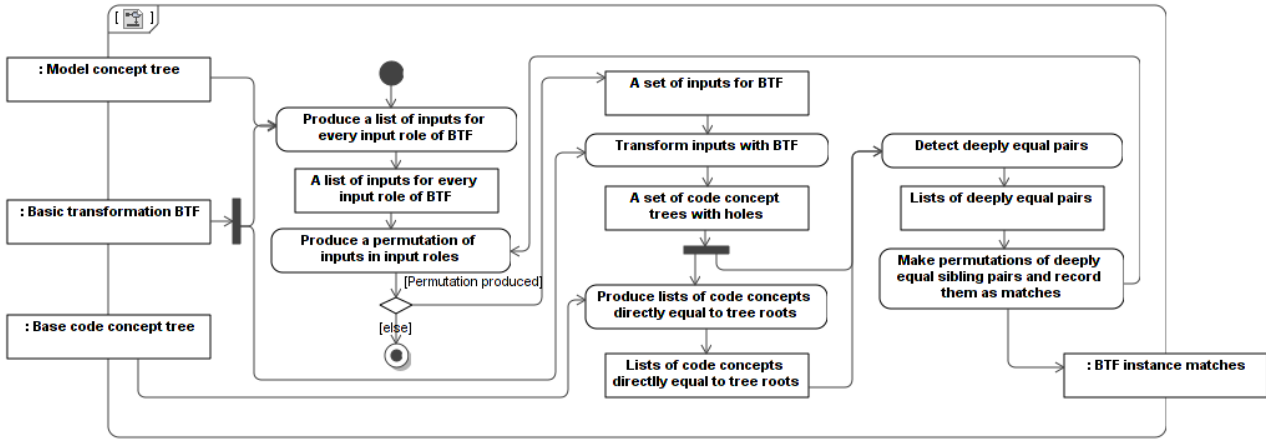 [ ]
: Model concept tree
: Basic transformation BTF
: Base code concept tree
Produce a list of inputs for
every input role of BTF
A list of inputs for every
input role of BTF
Produce a permutation of
inputs in input roles
[Permutation produced]
[else]
A set of inputs for BTF
Transform inputs with BTF
A set of code concept
trees with holes
Produce lists of code concepts
directly equal to tree roots
Lists of code concepts
directlly equal to tree roots
Detect deeply equal pairs
Lists of deeply equal pairs
Make permutations of deeply
equal sibling pairs and record
them as matches
: BTF instance matches